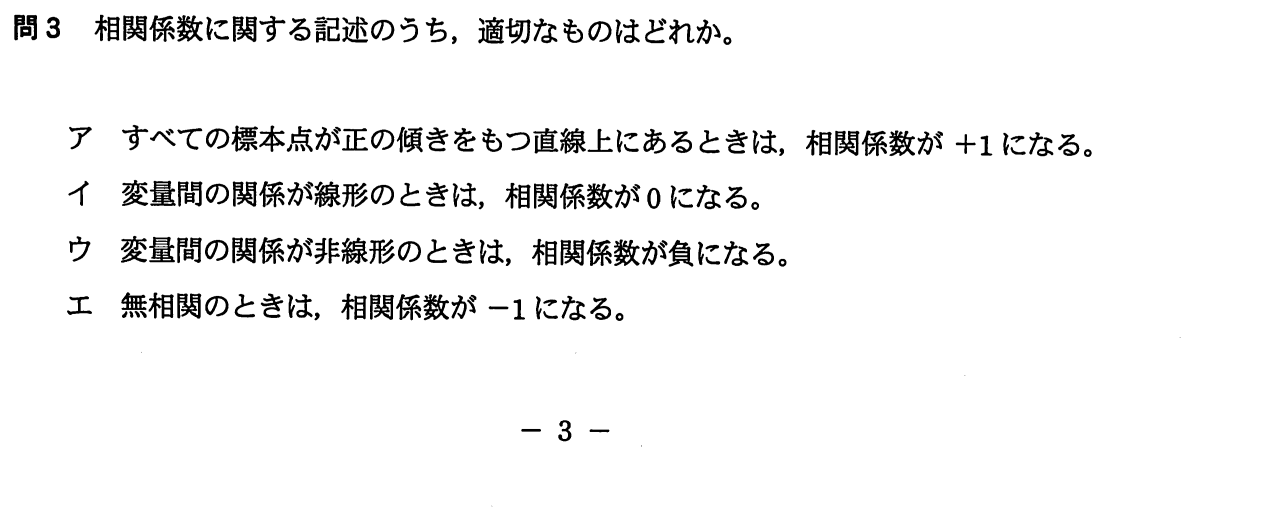 問3 相関係数に関する記述のうち，適切なものはどれか。
ア すべての標本点が正の傾きをもつ直線上にあるときは，相関係数が +1 になる。
イ 変量間の関係が線形のときは，相関係数が 0 になる。
ウ 変量間の関係が非線形のときは，相関係数が負になる。
エ 無相関のときは，相関係数が −1 になる。
− 3 −